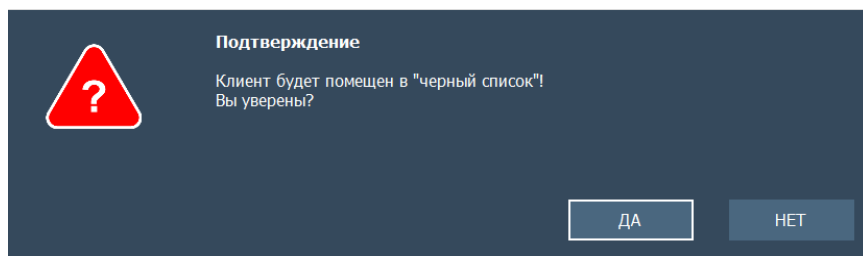 Подтверждение
Клиент будет помещен в "черный список"!
Вы уверены?
?
ДА
НЕТ